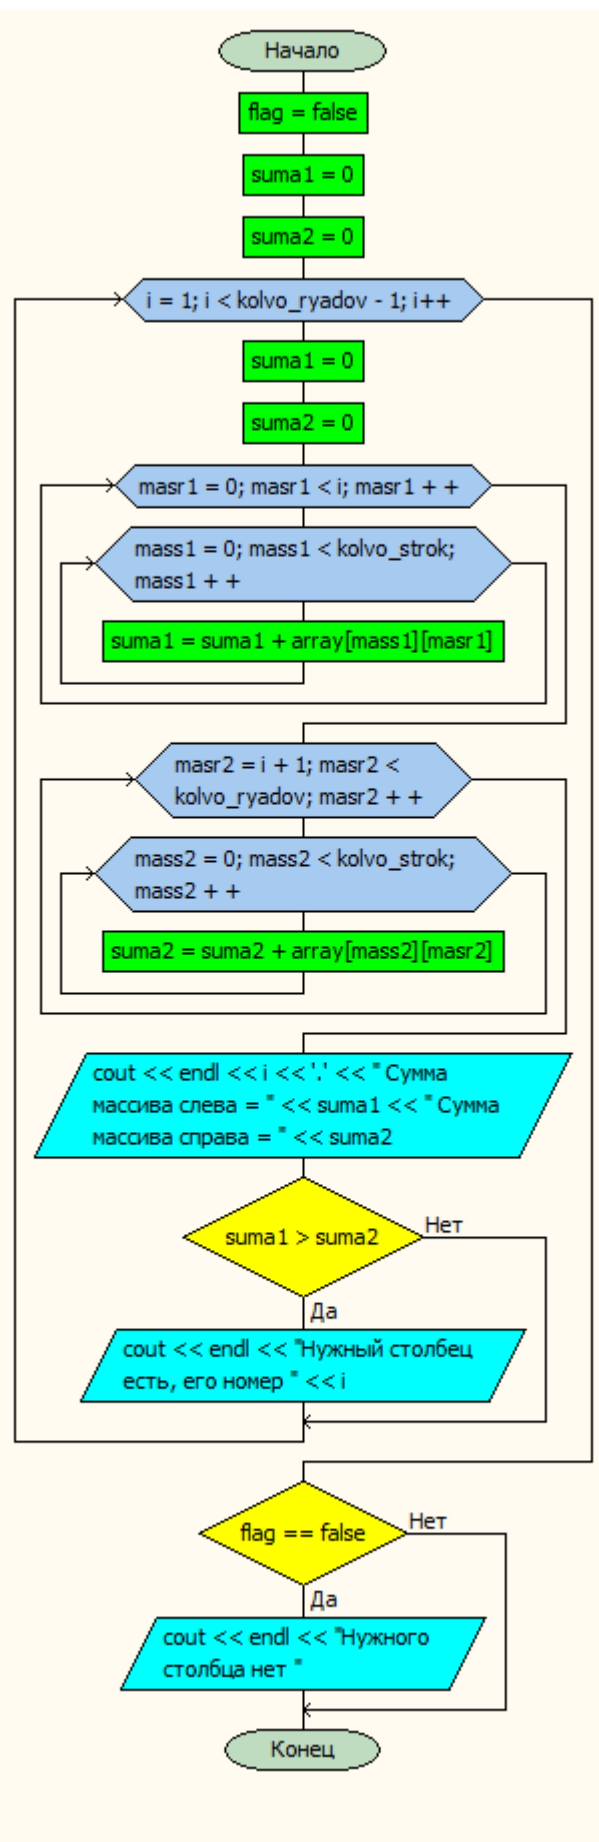 Начало
flag = false
suma1 = 0
suma2 = 0
i = 1; i < kolvo_ryadov - 1; i++
suma1 = 0
suma2 = 0
masr1 = 0; masr1 < i; masr1 + +
mass1 = 0; mass1 < kolvo_strok;
mass1 + +
suma1 = suma1 + array[mass1][masr1]
masr2 = i + 1; masr2 <
kolvo_ryadov; masr2 + +
mass2 = 0; mass2 < kolvo_strok;
mass2 + +
suma2 = suma2 + array[mass2][masr2]
cout << endl << i << '.' << " Сумма
массива слева = " << suma1 << " Сумма
массива справа = " << suma2
suma1 > suma2
Нет
Да
cout << endl << "Нужный столбец
есть, его номер " << i
flag == false
Нет
Да
cout << endl << "Нужного
столбца нет "
Конец